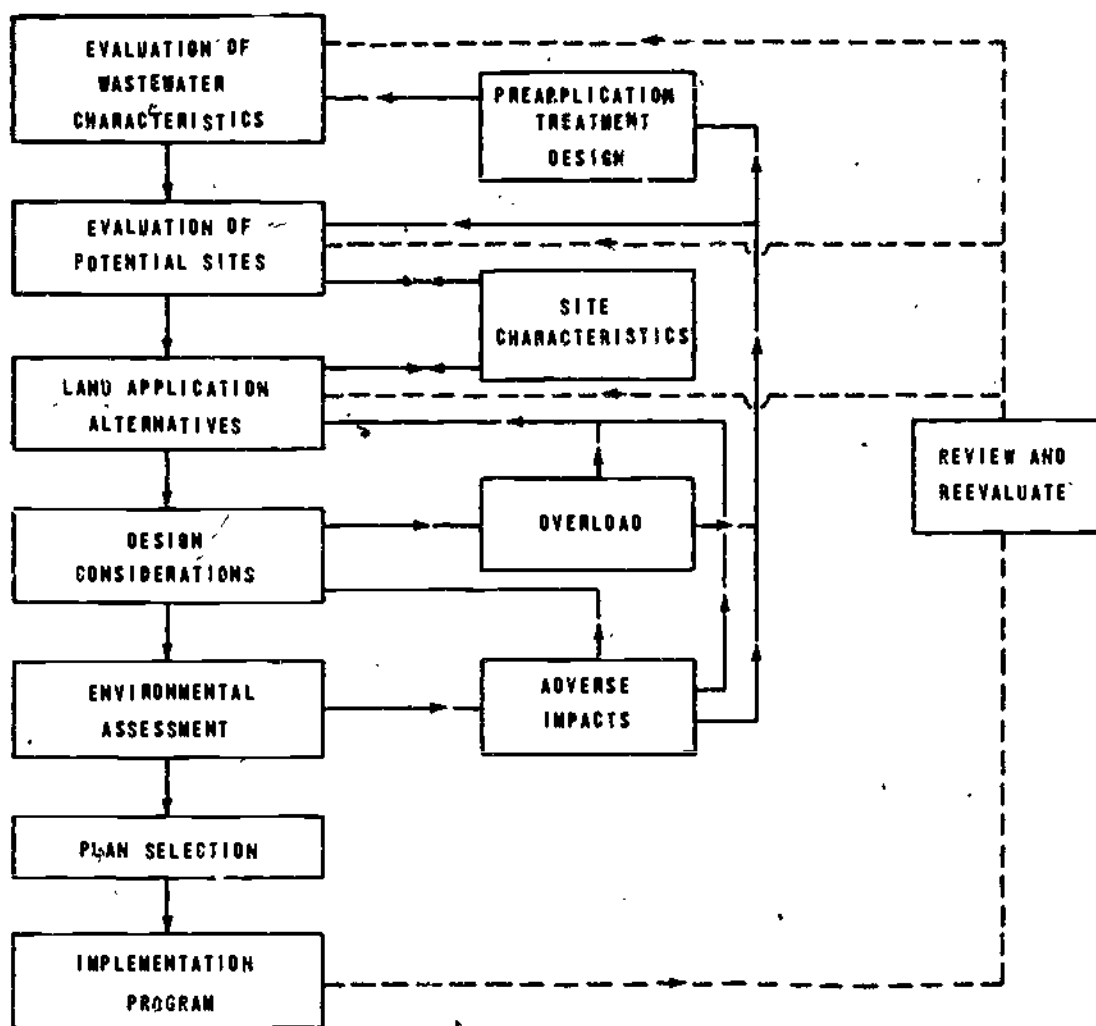 EVALUATION OF
WASTEWATER
CHARACTERISTICS
PREAPPLICATION
TREATMENT
DESIGN
EVALUATION OF
POTENTIAL SITES
SITE
CHARACTERISTICS
LAND APPLICATION
ALTERNATIVES
REVIEW AND
REEVALUATE
DESIGN
CONSIDERATIONS
OVERLOAD
ENVIRONMENTAL
ASSESSMENT
ADVERSE
IMPACTS
PLAN SELECTION
IMPLEMENTATION
PROGRAM